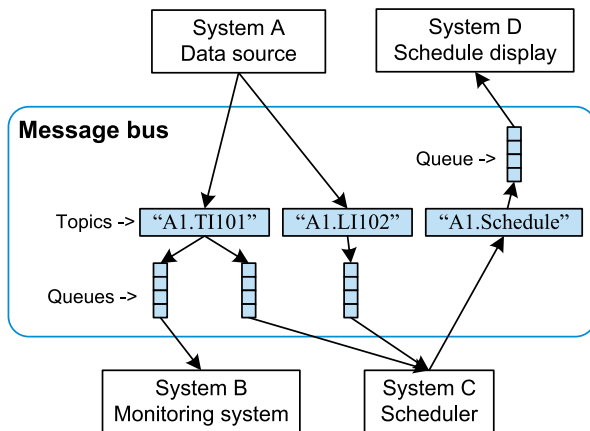 System A
Data source
System D
Schedule display
Message bus
Queue ->
Topics ->
“A1.TI101”
“A1.LI102”
“A1.Schedule”
Queues ->
System B
Monitoring system
System C
Scheduler